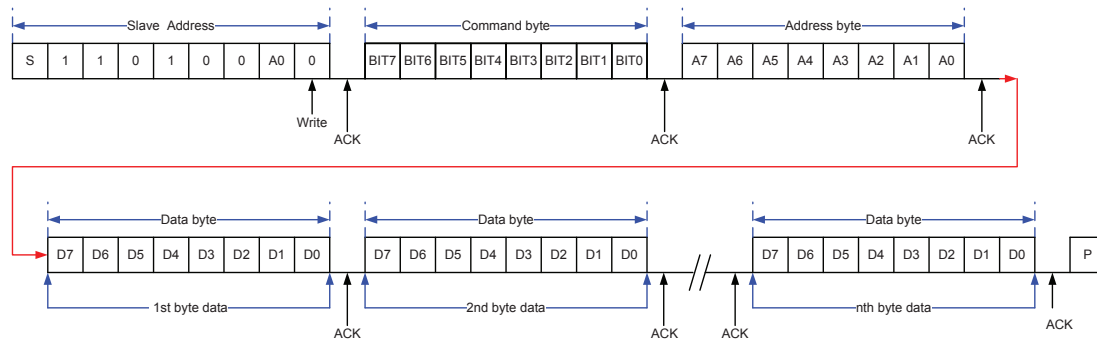 Slave Address Command byte Address byte
S 1 1 0 1 0 0 A0 0 BIT7 BIT6 BIT5 BIT4 BIT3 BIT2 BIT1 BIT0 A7 A6 A5 A4 A3 A2 A1 A0
Write ACK ACK ACK
Data byte Data byte Data byte
D7 D6 D5 D4 D3 D2 D1 D0 D7 D6 D5 D4 D3 D2 D1 D0 // D7 D6 D5 D4 D3 D2 D1 D0 P
1st byte data 2nd byte data nth byte data
ACK ACK ACK ACK